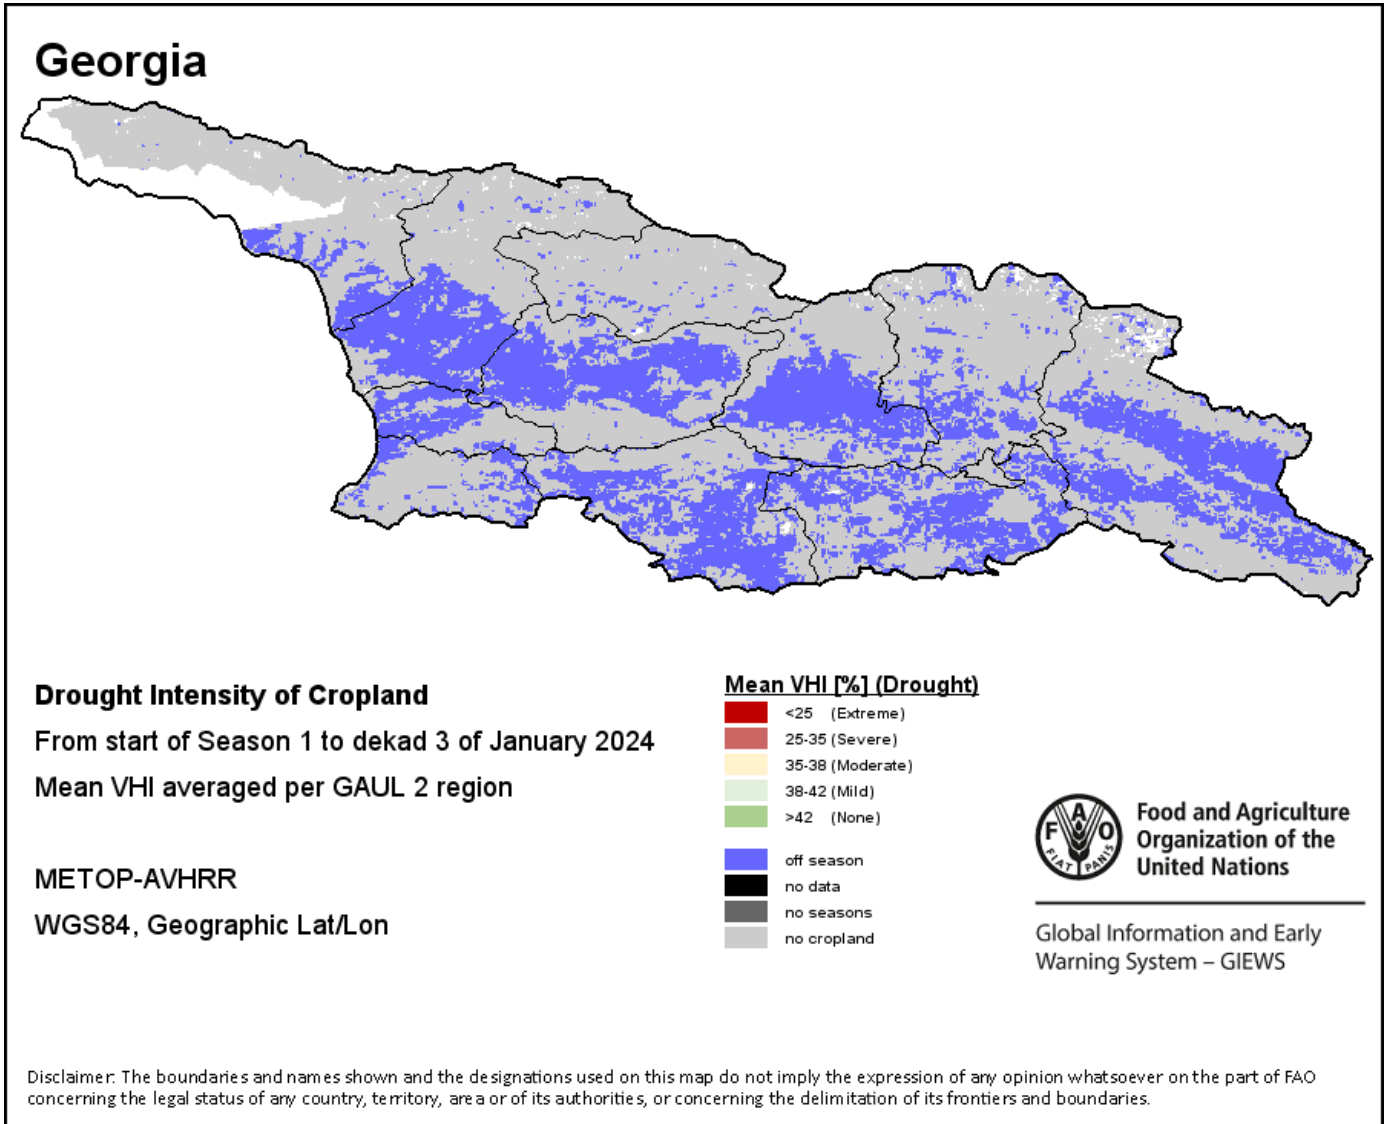 Georgia
Drought Intensity of Cropland
From start of Season 1 to dekad 3 of January 2024
Mean VHI averaged per GAUL 2 region
METOP-AVHRR
WGS84, Geographic Lat/Lon
Mean VHI [%] (Drought)
<25 (Extreme)
25-35 (Severe)
35-38 (Moderate)
38-42 (Mild)
>42 (None)
off season
no data
no seasons
no cropland
F A O
FIAT PANIS
Food and Agriculture
Organization of the
United Nations
Global Information and Early
Warning System – GIEWS
Disclaimer: The boundaries and names shown and the designations used on this map do not imply the expression of any opinion whatsoever on the part of FAO
concerning the legal status of any country, territory, area or of its authorities, or concerning the delimitation of its frontiers and boundaries.